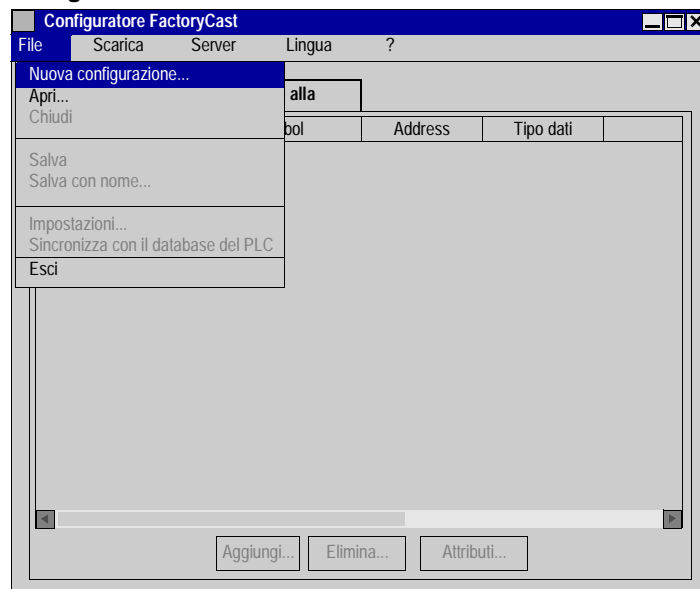 Configuratore FactoryCast
File Scarica Server Lingua ?
Nuova configurazione...
Apri...
Chiudi
Salva
Salva con nome...
Impostazioni...
Sincronizza con il database del PLC
Esci
alla
bol Address Tipo dati
Aggiungi... Elimina... Attributi...